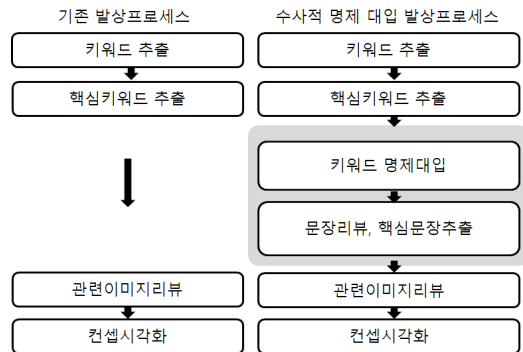 기존 발상프로세스
키워드 추출
핵심키워드 추출
관련이미지리뷰
컨셉시각화
수사적 명제 대입 발상프로세스
키워드 추출
핵심키워드 추출
키워드 명제대입
문장리뷰, 핵심문장추출
관련이미지리뷰
컨셉시각화